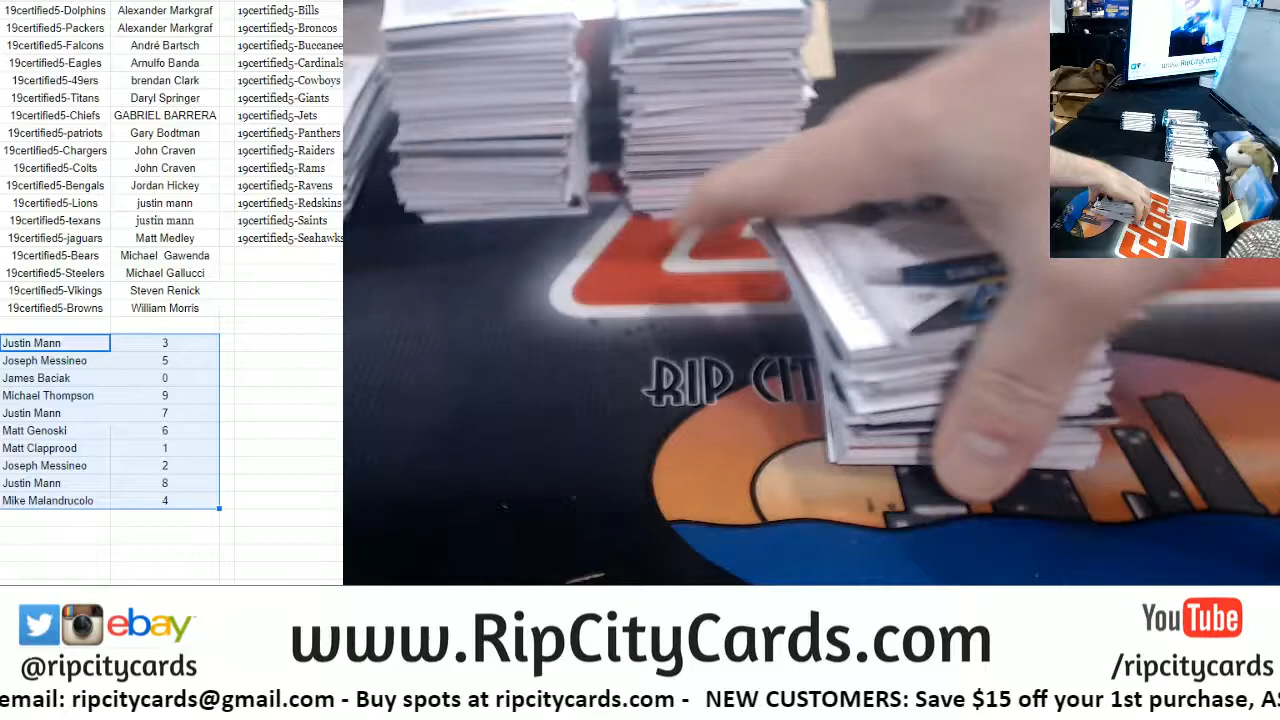 19certified5-Dolphins Alexander Markgraf 19certified5-Bills
19certified5-Packers Alexander Markgraf 19certified5-Broncos
19certified5-Falcons André Bartsch 19certified5-Buccanee
19certified5-Eagles Arnulfo Banda 19certified5-Cardinals
19certified5-49ers brendan Clark 19certified5-Cowboys
19certified5-Titans Daryl Springer 19certified5-Giants
19certified5-Chiefs GABRIEL BARRERA 19certified5-Jets
19certified5-patriots Gary Bodtman 19certified5-Panthers
19certified5-Chargers John Craven 19certified5-Raiders
19certified5-Colts John Craven 19certified5-Rams
19certified5-Bengals Jordan Hickey 19certified5-Ravens
19certified5-Lions justin mann 19certified5-Redskins
19certified5-texans justin mann 19certified5-Saints
19certified5-jaguars Matt Medley 19certified5-Seahawks
19certified5-Bears Michael Gawenda
19certified5-Steelers Michael Gallucci
19certified5-Vikings Steven Renick
19certified5-Browns William Morris
Justin Mann 3
Joseph Messineo 5
James Baciak 0
Michael Thompson 9
Justin Mann 7
Matt Genoski 6
Matt Clapprood 1
Joseph Messineo 2
Justin Mann 8
Mike Malandrucolo 4
RIP CIT
www.RipCityCards
ebay
@ripcitycards
www.RipCityCards.com
YouTube
/ripcitycards
email: ripcitycards@gmail.com - Buy spots at ripcitycards.com - NEW CUSTOMERS: Save $15 off your 1st purchase, AS